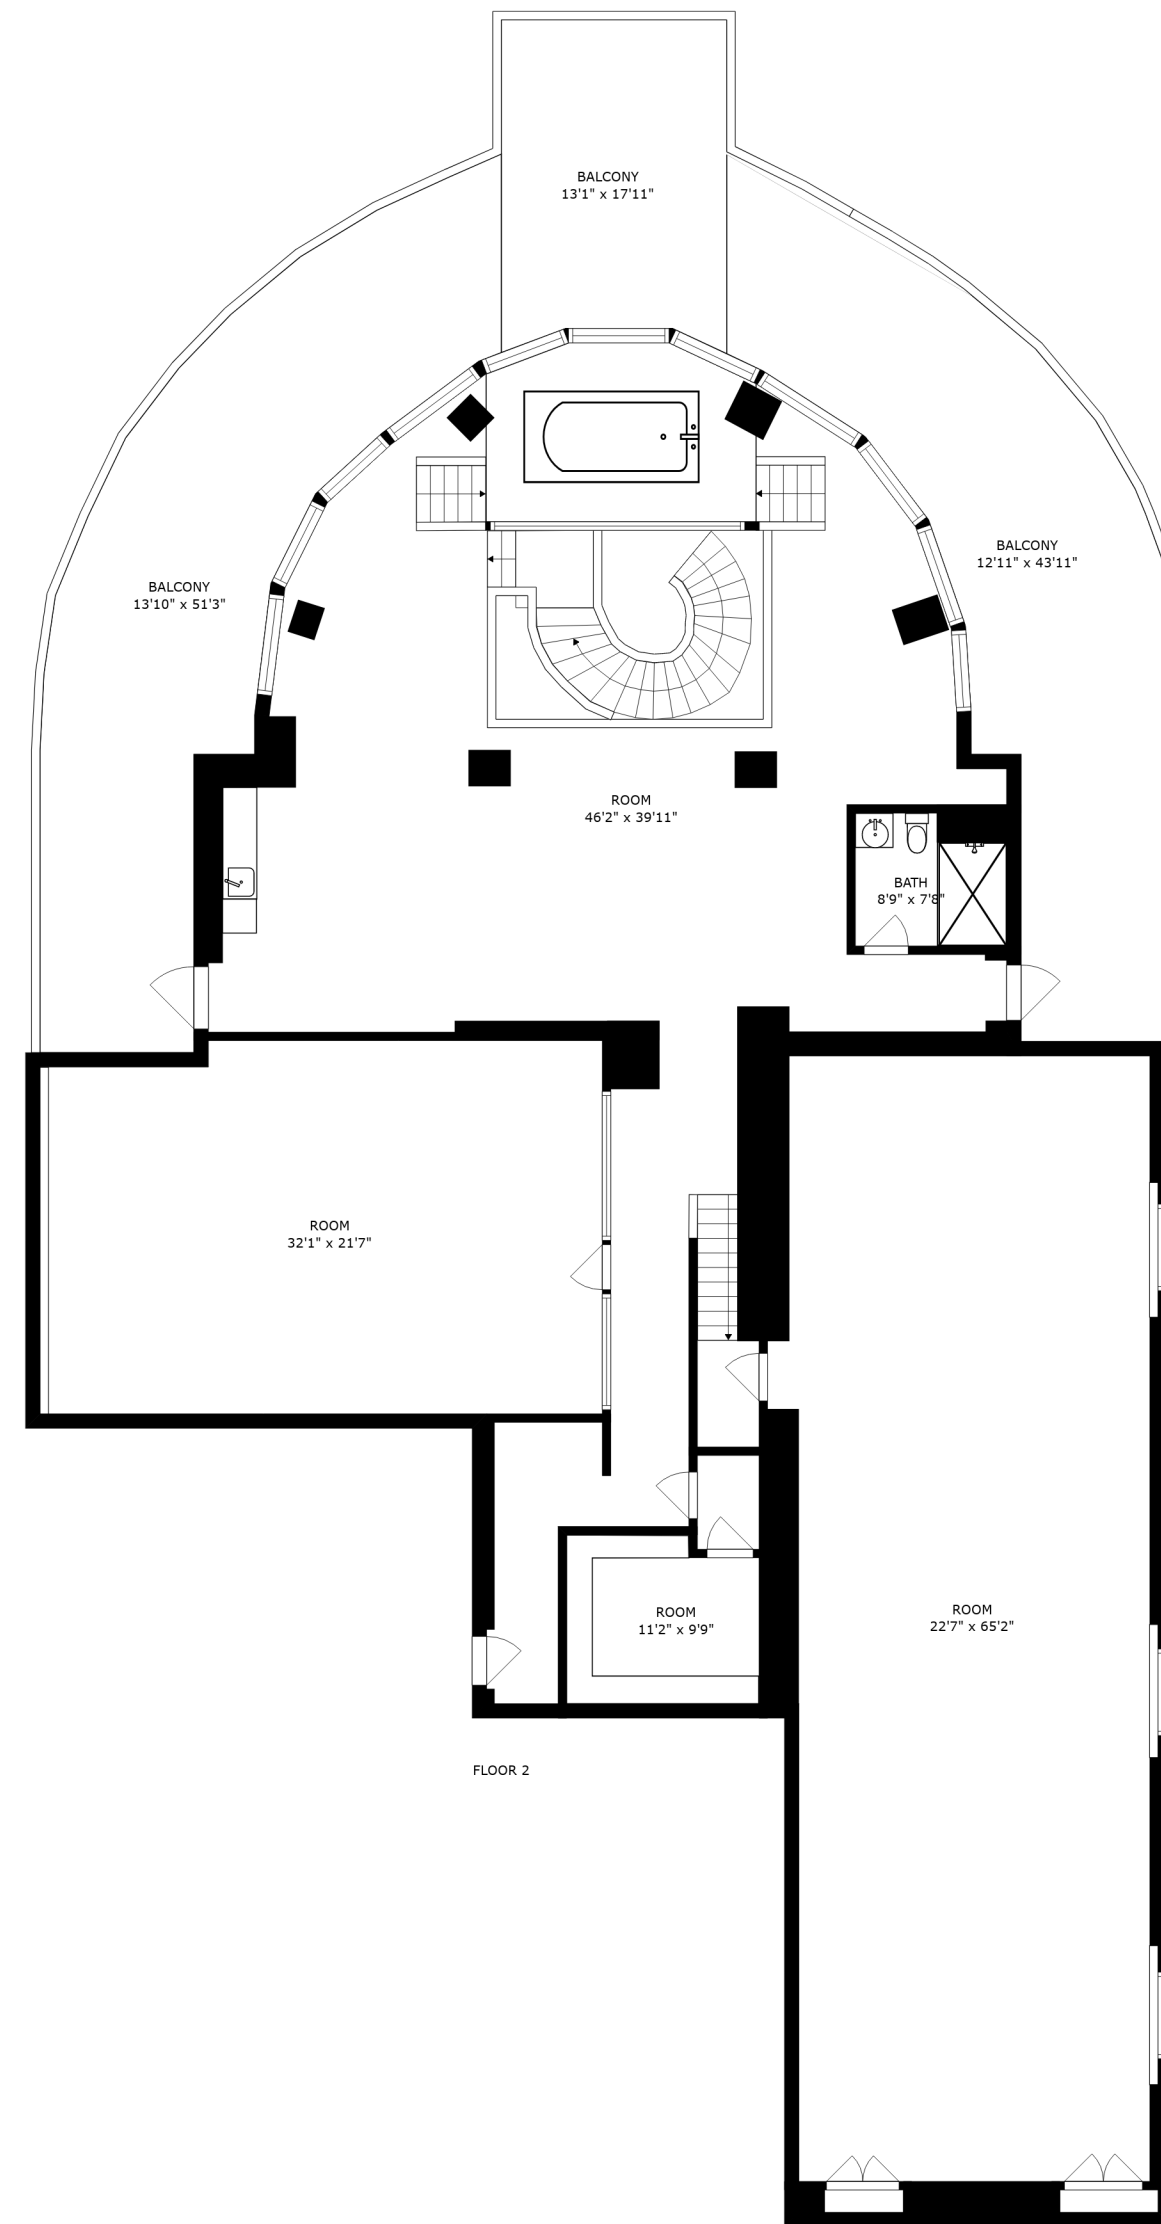 BALCONY
13'1" x 17'11"
BALCONY
12'11" x 43'11"
BALCONY
13'10" x 51'3"
ROOM
46'2" x 39'11"
BATH
8'9" x 7'8"
ROOM
32'1" x 21'7"
ROOM
11'2" x 9'9"
ROOM
22'7" x 65'2"
FLOOR 2